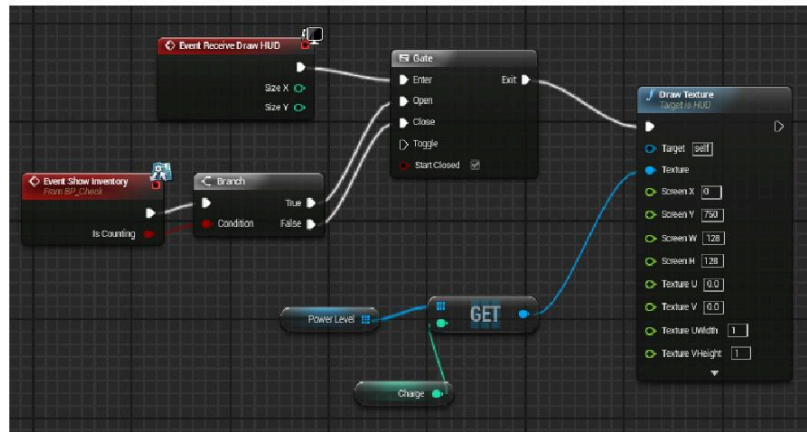 Event Receive Draw HUD
Size X
Size Y
Gate
Enter
Exit
Open
Close
Toggle
Start Closed
Draw Texture
Target is HUD
Target self
Texture
Screen X 0
Screen Y 750
Screen W 128
Screen H 128
Texture U 0.0
Texture V 0.0
Texture UWidth 1
Texture VHeight 1
Event Show Inventory
From BP_Check
Is Counting
Branch
True
Condition
False
Power Level
GET
Charge